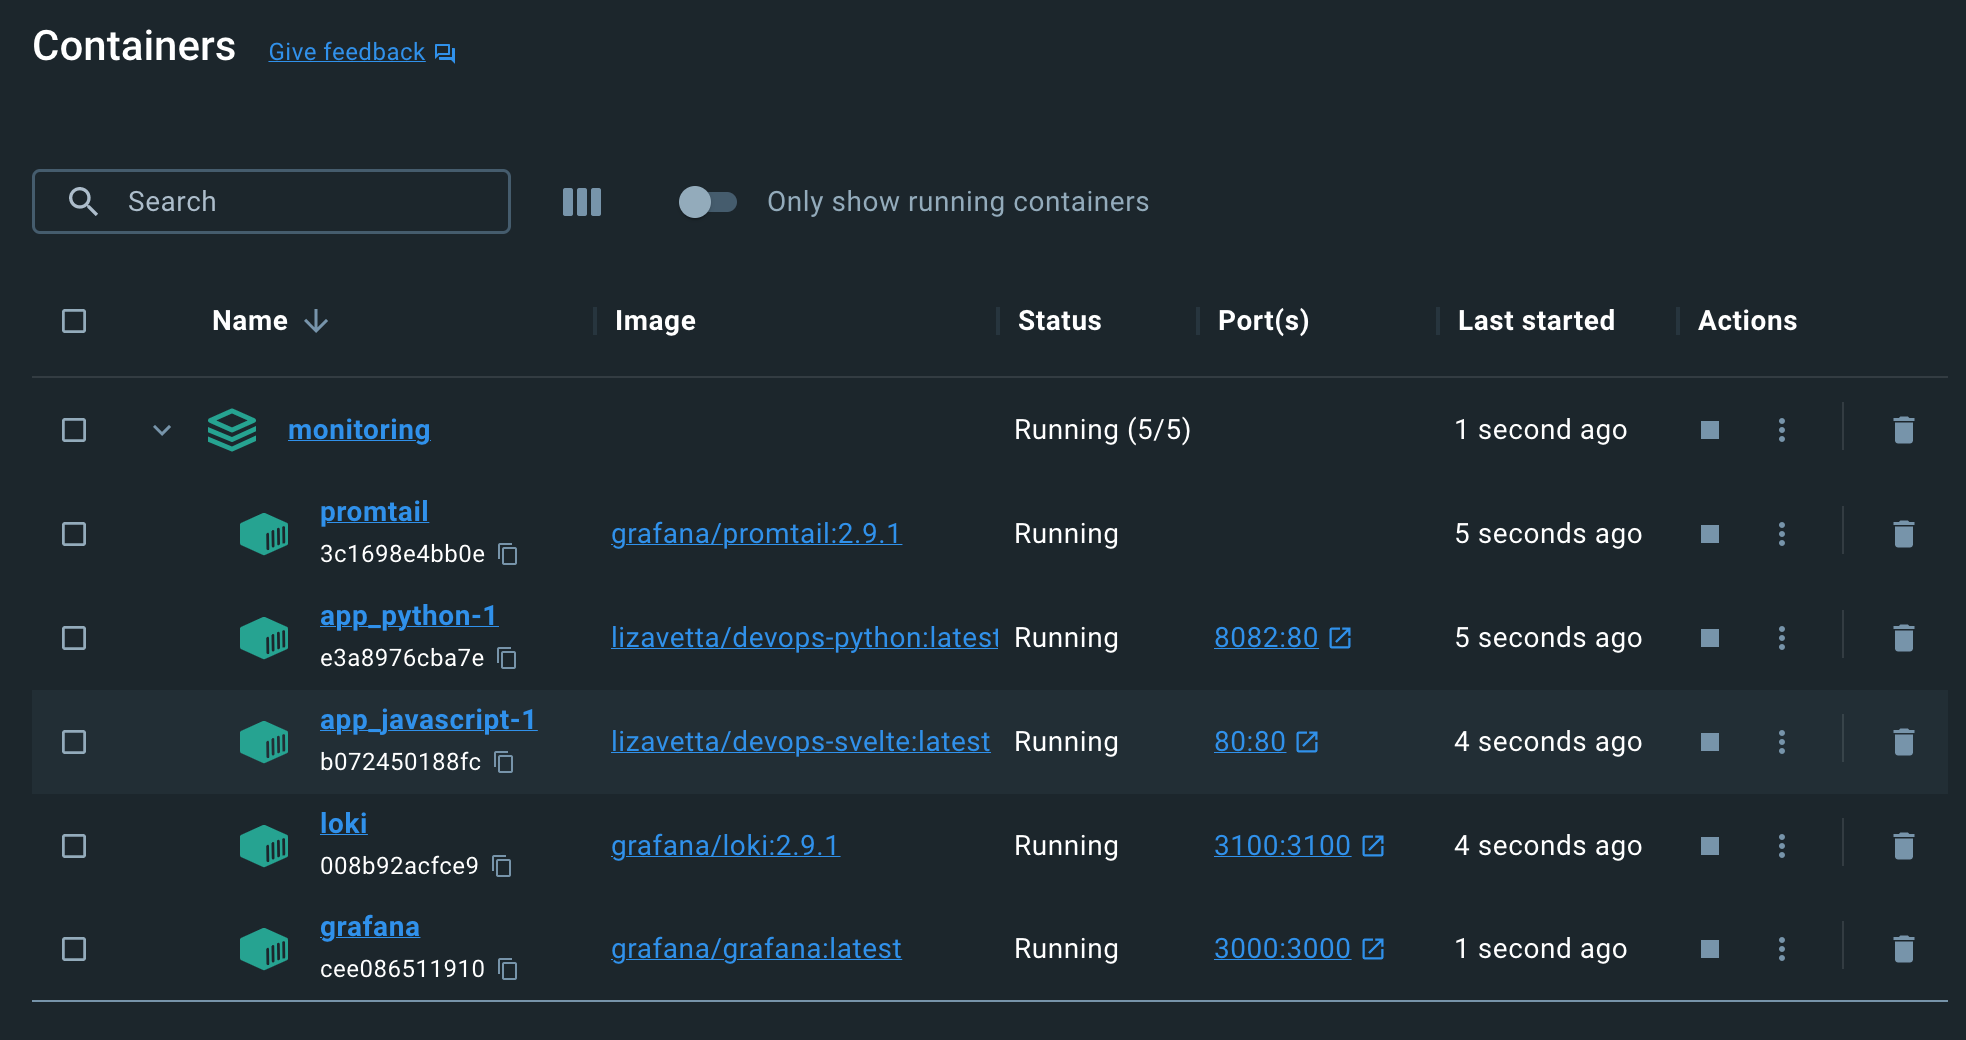 Containers Give feedback
Search Only show running containers
Name Image Status Port(s) Last started Actions
monitoring Running (5/5) 1 second ago
promtail
3c1698e4bb0e grafana/promtail:2.9.1 Running 5 seconds ago
app_python-1
e3a8976cba7e lizavetta/devops-python:latest Running 8082:80 5 seconds ago
app_javascript-1
b072450188fc lizavetta/devops-svelte:latest Running 80:80 4 seconds ago
loki
008b92acfce9 grafana/loki:2.9.1 Running 3100:3100 4 seconds ago
grafana
cee086511910 grafana/grafana:latest Running 3000:3000 1 second ago